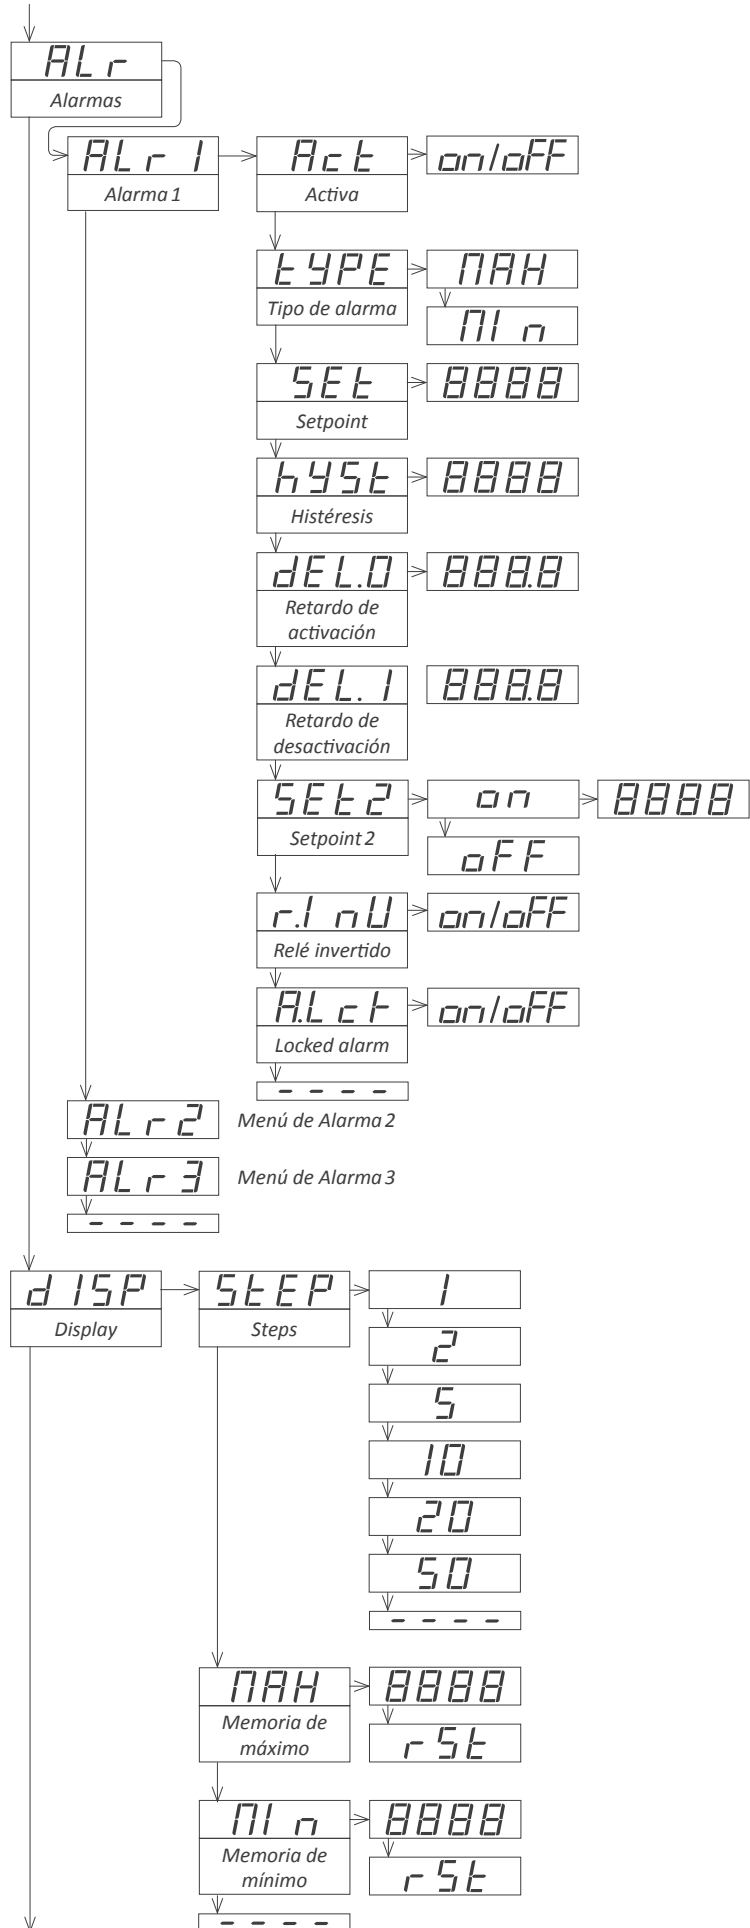 ALr
Alarmas
ALr1 Act on/oFF
Alarma 1 Activa
tYPE MAH
Tipo de alarma
MIn
SEt 8888
Setpoint
hYSt 8888
Histéresis
dEL.0 888.8
Retardo de
activación
dEL.1 888.8
Retardo de
desactivación
SEt2 on 8888
Setpoint 2
oFF
r.InU on/oFF
Relé invertido
A.Lct on/oFF
Locked alarm
----
ALr2 Menú de Alarma 2
ALr3 Menú de Alarma 3
----
dISP StEP 1
Display Steps
2
5
10
20
50
----
MAH 8888
Memoria de
máximo
rSt
MIn 8888
Memoria de
mínimo
rSt
----